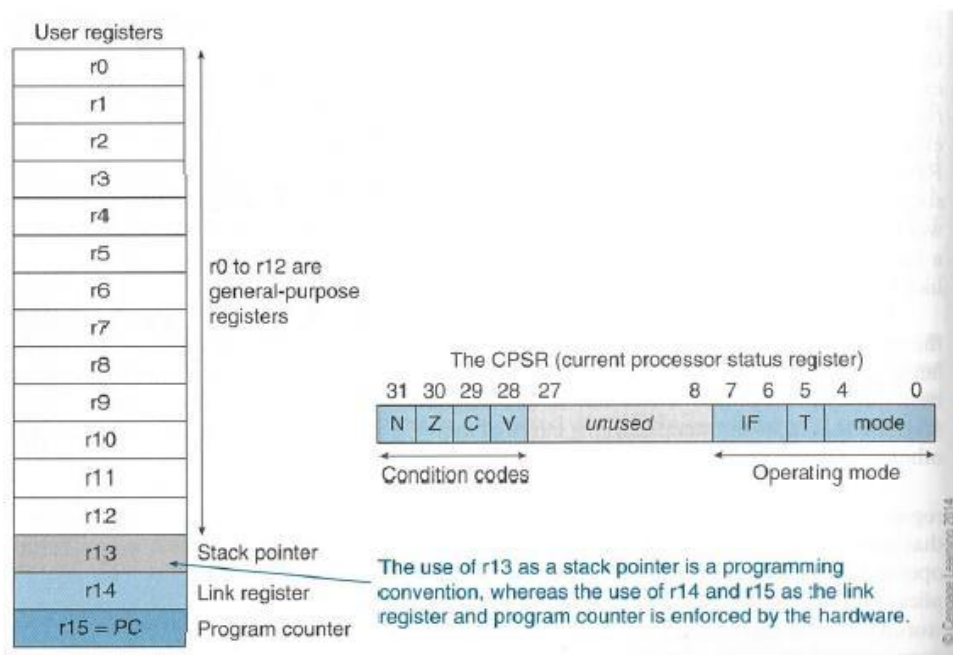 User registers
r0
r1
r2
r3
r4
r5
r6
r7
r8
r9
r10
r11
r12
r13
r14
r15 = PC
r0 to r12 are
general-purpose
registers
Stack pointer
Link register
Program counter
The CPSR (current processor status register)
31 30 29 28 27 8 7 6 5 4 0
N Z C V unused IF T mode
Condition codes
Operating mode
The use of r13 as a stack pointer is a programming
convention, whereas the use of r14 and r15 as the link
register and program counter is enforced by the hardware.
© Cengage Learning 2014